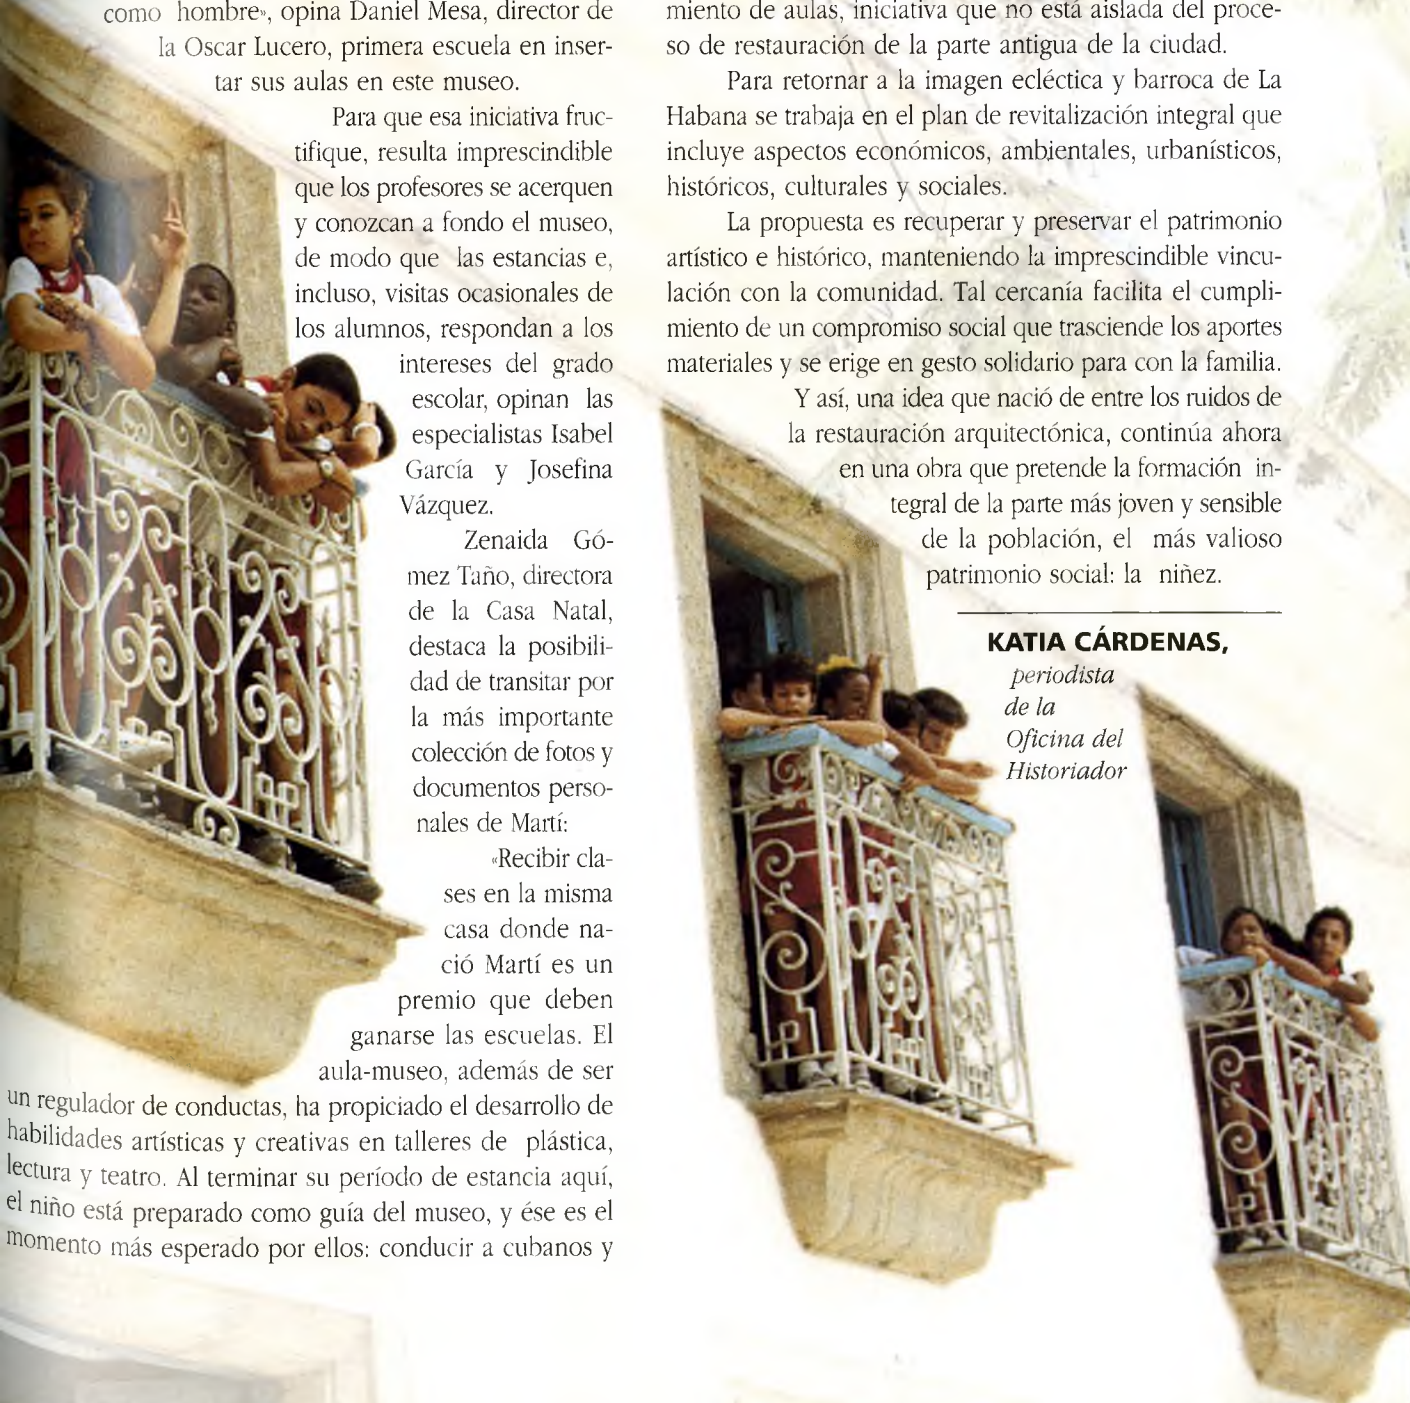 como hombre», opina Daniel Mesa, director de
la Oscar Lucero, primera escuela en inser-
tar sus aulas en este museo.
Para que esa iniciativa fruc-
tifique, resulta imprescindible
que los profesores se acerquen
y conozcan a fondo el museo,
de modo que las estancias e,
incluso, visitas ocasionales de
los alumnos, respondan a los
intereses del grado
escolar, opinan las
especialistas Isabel
García y Josefina
Vázquez.
Zenaida Gó-
mez Taño, directora
de la Casa Natal,
destaca la posibili-
dad de transitar por
la más importante
colección de fotos y
documentos perso-
nales de Martí:
«Recibir cla-
ses en la misma
casa donde na-
ció Martí es un
premio que deben
ganarse las escuelas. El
aula-museo, además de ser
un regulador de conductas, ha propiciado el desarrollo de
habilidades artísticas y creativas en talleres de plástica,
lectura y teatro. Al terminar su período de estancia aquí,
el niño está preparado como guía del museo, y ése es el
momento más esperado por ellos: conducir a cubanos y
miento de aulas, iniciativa que no está aislada del proce-
so de restauración de la parte antigua de la ciudad.
Para retornar a la imagen ecléctica y barroca de La
Habana se trabaja en el plan de revitalización integral que
incluye aspectos económicos, ambientales, urbanísticos,
históricos, culturales y sociales.
La propuesta es recuperar y preservar el patrimonio
artístico e histórico, manteniendo la imprescindible vincu-
lación con la comunidad. Tal cercanía facilita el cumpli-
miento de un compromiso social que trasciende los aportes
materiales y se erige en gesto solidario para con la familia.
Y así, una idea que nació de entre los ruidos de
la restauración arquitectónica, continúa ahora
en una obra que pretende la formación in-
tegral de la parte más joven y sensible
de la población, el más valioso
patrimonio social: la niñez.
KATIA CÁRDENAS,
periodista
de la
Oficina del
Historiador